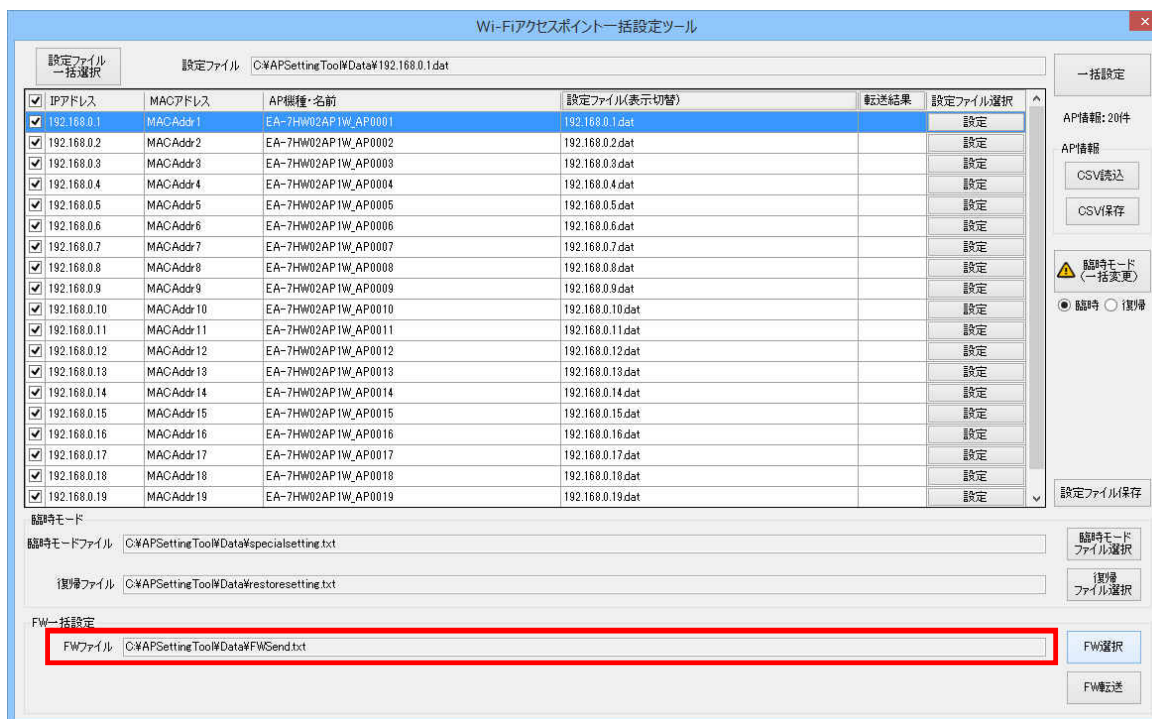 Wi-Fiアクセスポイント一括設定ツール
設定ファイル
一括選択
設定ファイル C:¥APSettingTool¥Data¥192.168.0.1.dat
一括設定
IPアドレス MACアドレス AP機種・名前 設定ファイル(表示切替) 転送結果 設定ファイル選択
192.168.0.1 MACAddr1 EA-7HW02AP1W_AP0001 192.168.0.1.dat 設定
192.168.0.2 MACAddr2 EA-7HW02AP1W_AP0002 192.168.0.2.dat 設定
192.168.0.3 MACAddr3 EA-7HW02AP1W_AP0003 192.168.0.3.dat 設定
192.168.0.4 MACAddr4 EA-7HW02AP1W_AP0004 192.168.0.4.dat 設定
192.168.0.5 MACAddr5 EA-7HW02AP1W_AP0005 192.168.0.5.dat 設定
192.168.0.6 MACAddr6 EA-7HW02AP1W_AP0006 192.168.0.6.dat 設定
192.168.0.7 MACAddr7 EA-7HW02AP1W_AP0007 192.168.0.7.dat 設定
192.168.0.8 MACAddr8 EA-7HW02AP1W_AP0008 192.168.0.8.dat 設定
192.168.0.9 MACAddr9 EA-7HW02AP1W_AP0009 192.168.0.9.dat 設定
192.168.0.10 MACAddr10 EA-7HW02AP1W_AP0010 192.168.0.10.dat 設定
192.168.0.11 MACAddr11 EA-7HW02AP1W_AP0011 192.168.0.11.dat 設定
192.168.0.12 MACAddr12 EA-7HW02AP1W_AP0012 192.168.0.12.dat 設定
192.168.0.13 MACAddr13 EA-7HW02AP1W_AP0013 192.168.0.13.dat 設定
192.168.0.14 MACAddr14 EA-7HW02AP1W_AP0014 192.168.0.14.dat 設定
192.168.0.15 MACAddr15 EA-7HW02AP1W_AP0015 192.168.0.15.dat 設定
192.168.0.16 MACAddr16 EA-7HW02AP1W_AP0016 192.168.0.16.dat 設定
192.168.0.17 MACAddr17 EA-7HW02AP1W_AP0017 192.168.0.17.dat 設定
192.168.0.18 MACAddr18 EA-7HW02AP1W_AP0018 192.168.0.18.dat 設定
192.168.0.19 MACAddr19 EA-7HW02AP1W_AP0019 192.168.0.19.dat 設定
AP情報: 20件
AP情報
CSV読込
CSV保存
臨時モード
(一括変更)
臨時 復帰
設定ファイル保存
臨時モード
臨時モードファイル C:¥APSettingTool¥Data¥specialsetting.txt
臨時モード
ファイル選択
復帰ファイル C:¥APSettingTool¥Data¥restoresetting.txt
復帰
ファイル選択
FW一括設定
FWファイル C:¥APSettingTool¥Data¥FWSend.txt
FW選択
FW転送